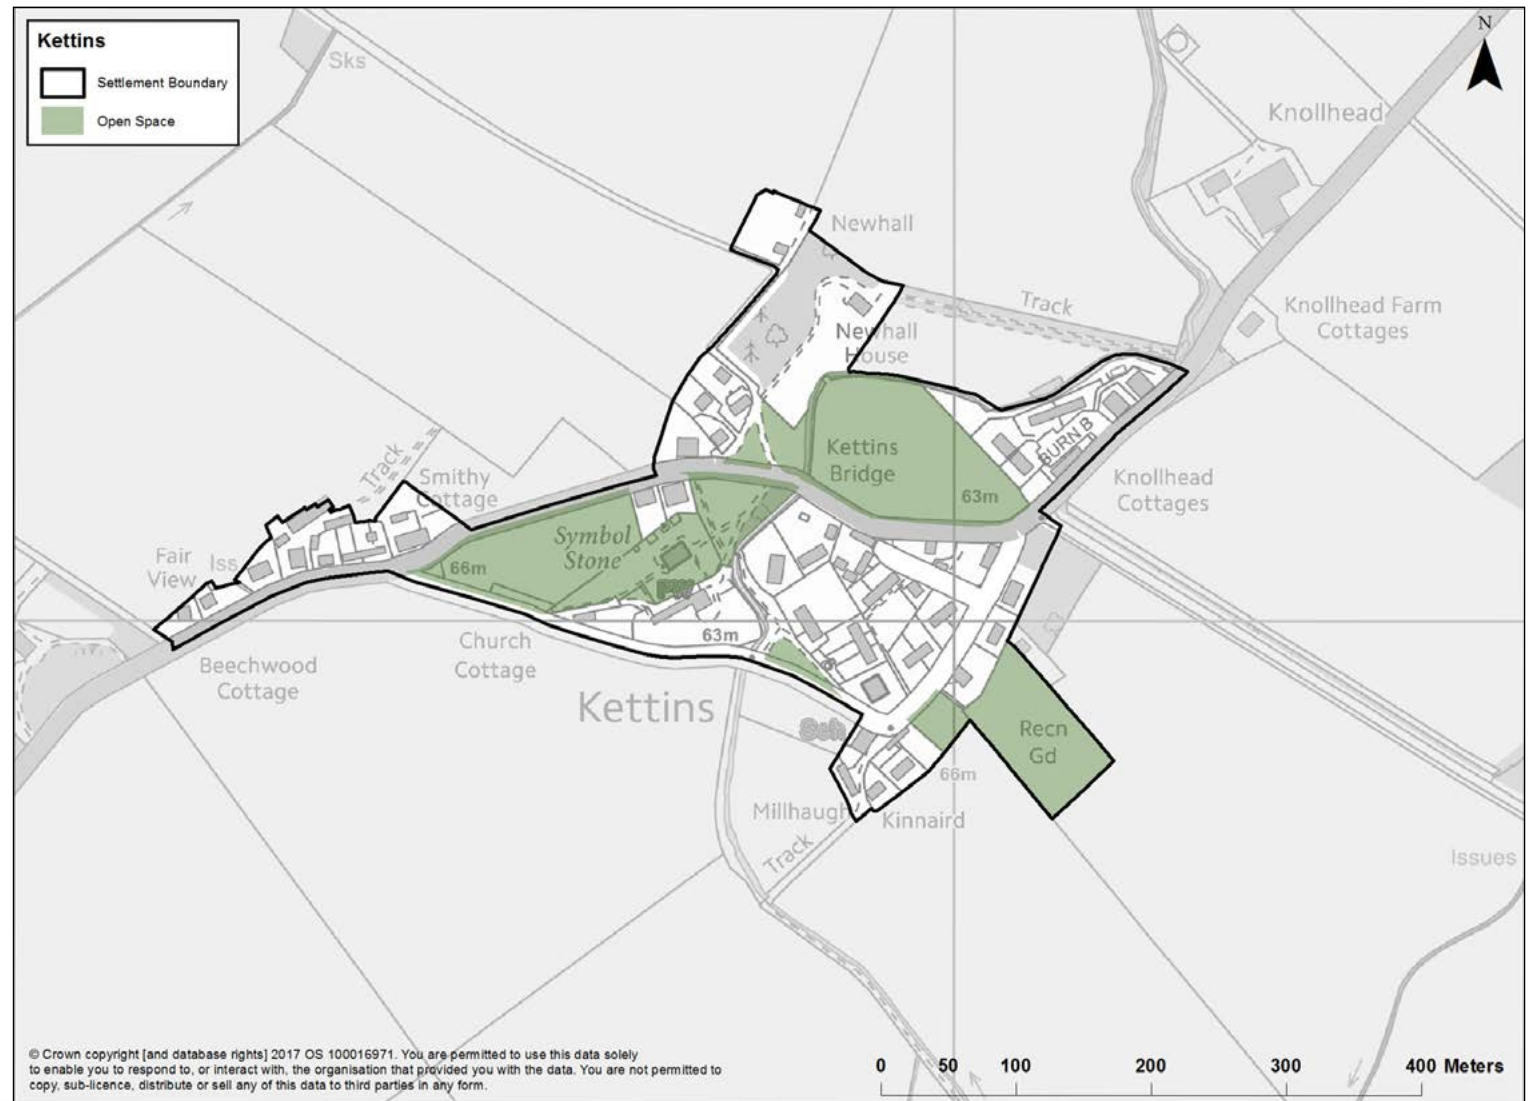 Kettins
Settlement Boundary
Open Space
N
Sks
Knollhead
Newhall
Track
Knollhead Farm
Cottages
Newhall
House
Kettins
Bridge
BURN B
Track
Smithy
Cottage
63m
Knollhead
Cottages
Symbol
Stone
Fair
View
Iss
66m
PW
63m
Church
Cottage
Beechwood
Cottage
Kettins
Sch
Recn
Gd
66m
Millhaugh
Kinnaird
Track
Issues
© Crown copyright [and database rights] 2017 OS 100016971. You are permitted to use this data solely
to enable you to respond to, or interact with, the organisation that provided you with the data. You are not permitted to
copy, sub-licence, distribute or sell any of this data to third parties in any form.
0 50 100 200 300 400 Meters